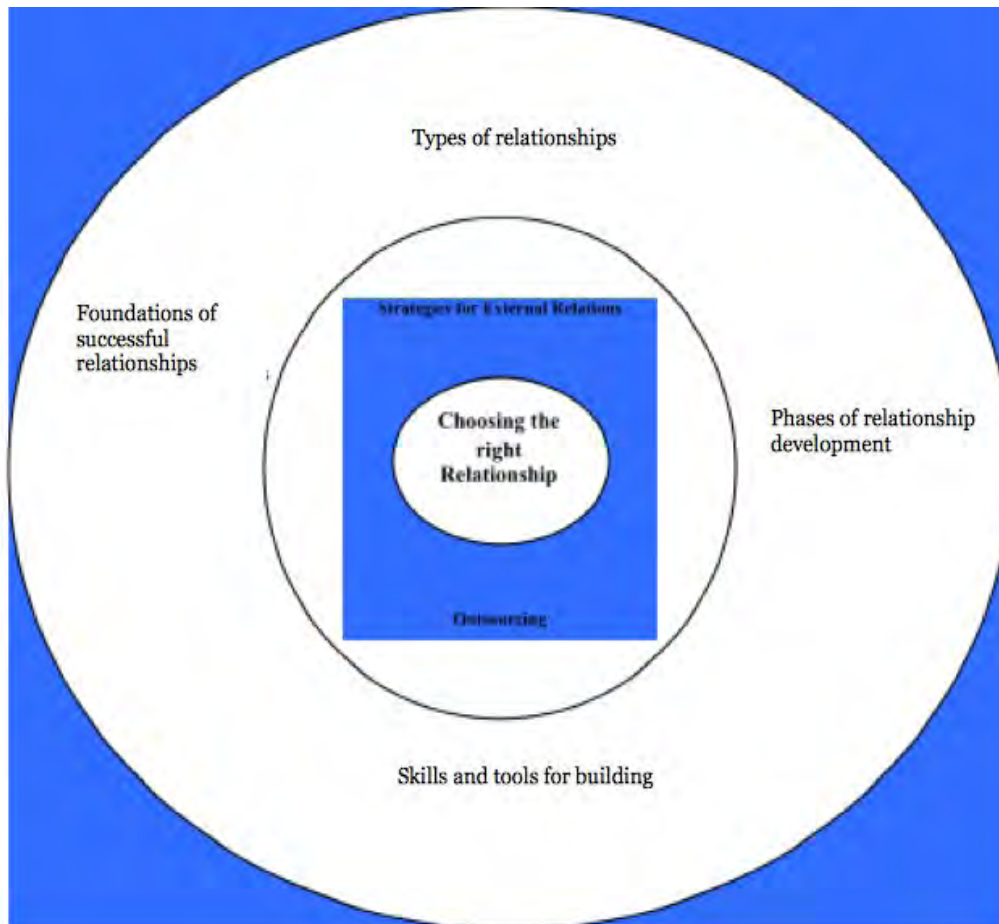 Types of relationships
Foundations of
successful
relationships
Strategies for External Relations
Choosing the
right
Relationship
Phases of relationship
development
Outsourcing
Skills and tools for building